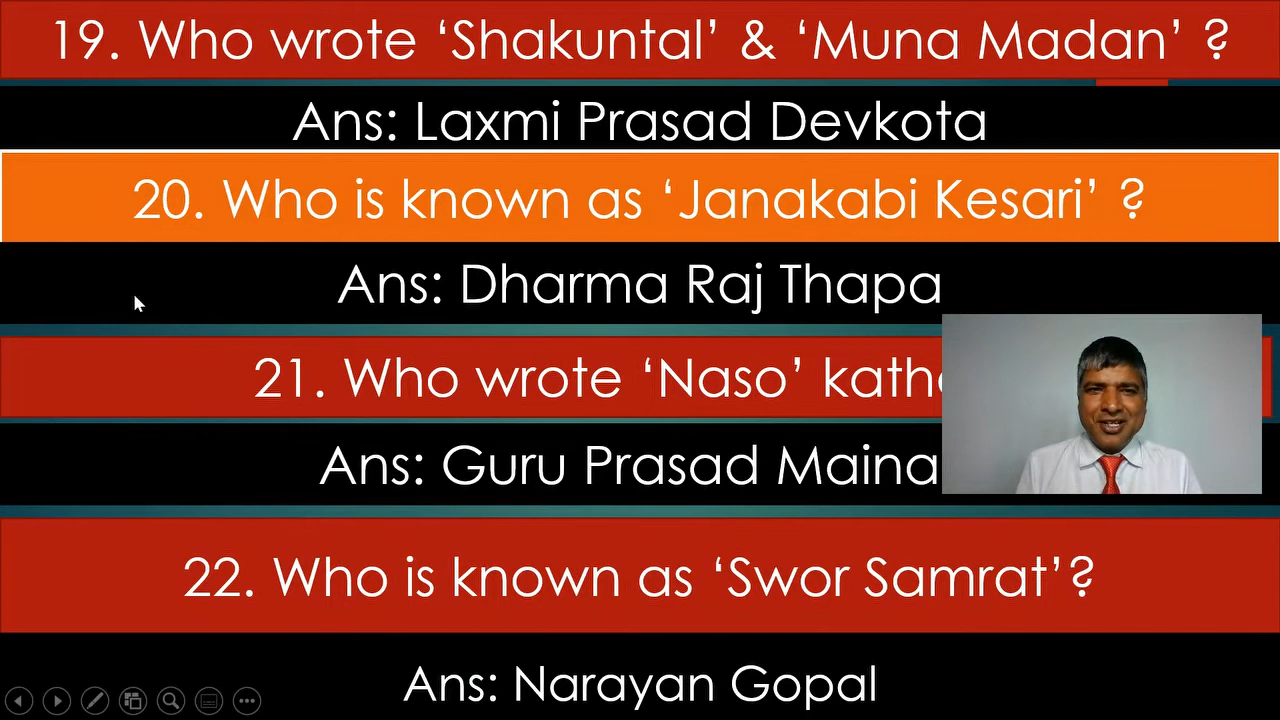 19. Who wrote ‘Shakuntal’ & ‘Muna Madan’ ?
Ans: Laxmi Prasad Devkota
20. Who is known as ‘Janakabi Kesari’ ?
Ans: Dharma Raj Thapa
21. Who wrote ‘Naso’
Ans: Guru Prasad
22. Who is known as ‘Swor Samrat’?
Ans: Narayan Gopal